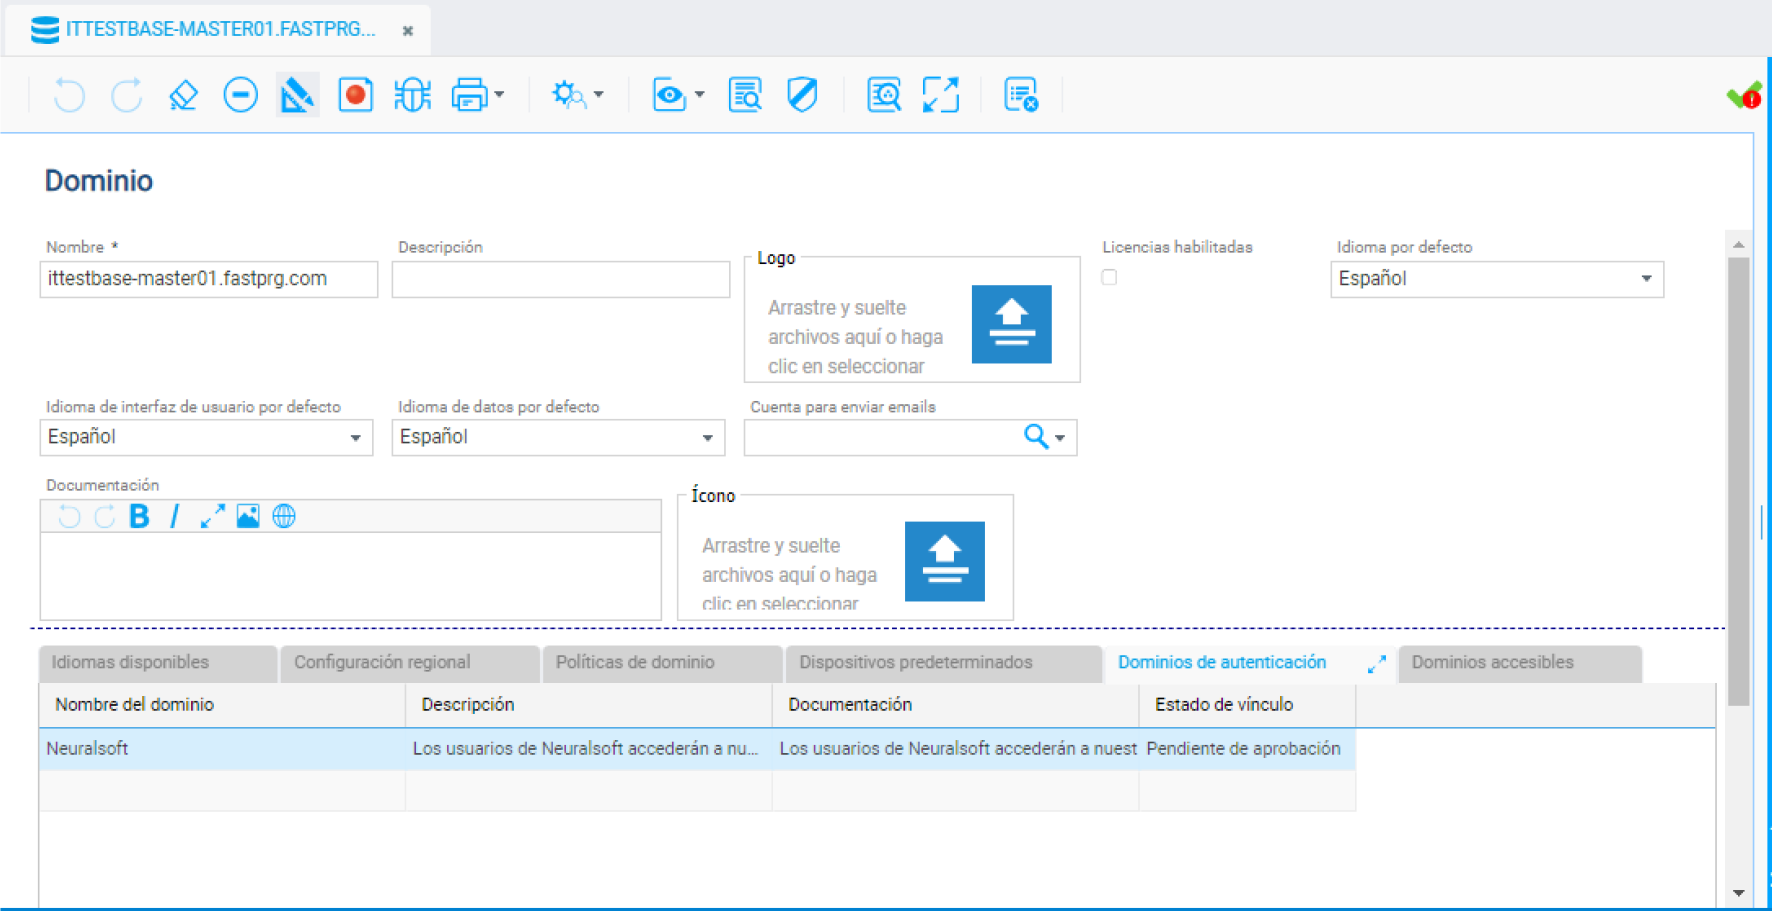 ITTESTBASE-MASTER01.FASTPRG...
Dominio
Nombre *
Descripción
Logo
Licencias habilitadas
Idioma por defecto
ittestbase-master01.fastprg.com
Español
Arrastre y suelte
archivos aquí o haga
clic en seleccionar
Idioma de interfaz de usuario por defecto
Idioma de datos por defecto
Cuenta para enviar emails
Español
Español
Documentación
Ícono
B I
Arrastre y suelte
archivos aquí o haga
clic en seleccionar
Idiomas disponibles
Configuración regional
Políticas de dominio
Dispositivos predeterminados
Dominios de autenticación
Dominios accesibles
Nombre del dominio
Descripción
Documentación
Estado de vínculo
Neuralsoft
Los usuarios de Neuralsoft accederán a nu...
Los usuarios de Neuralsoft accederán a nuest
Pendiente de aprobación